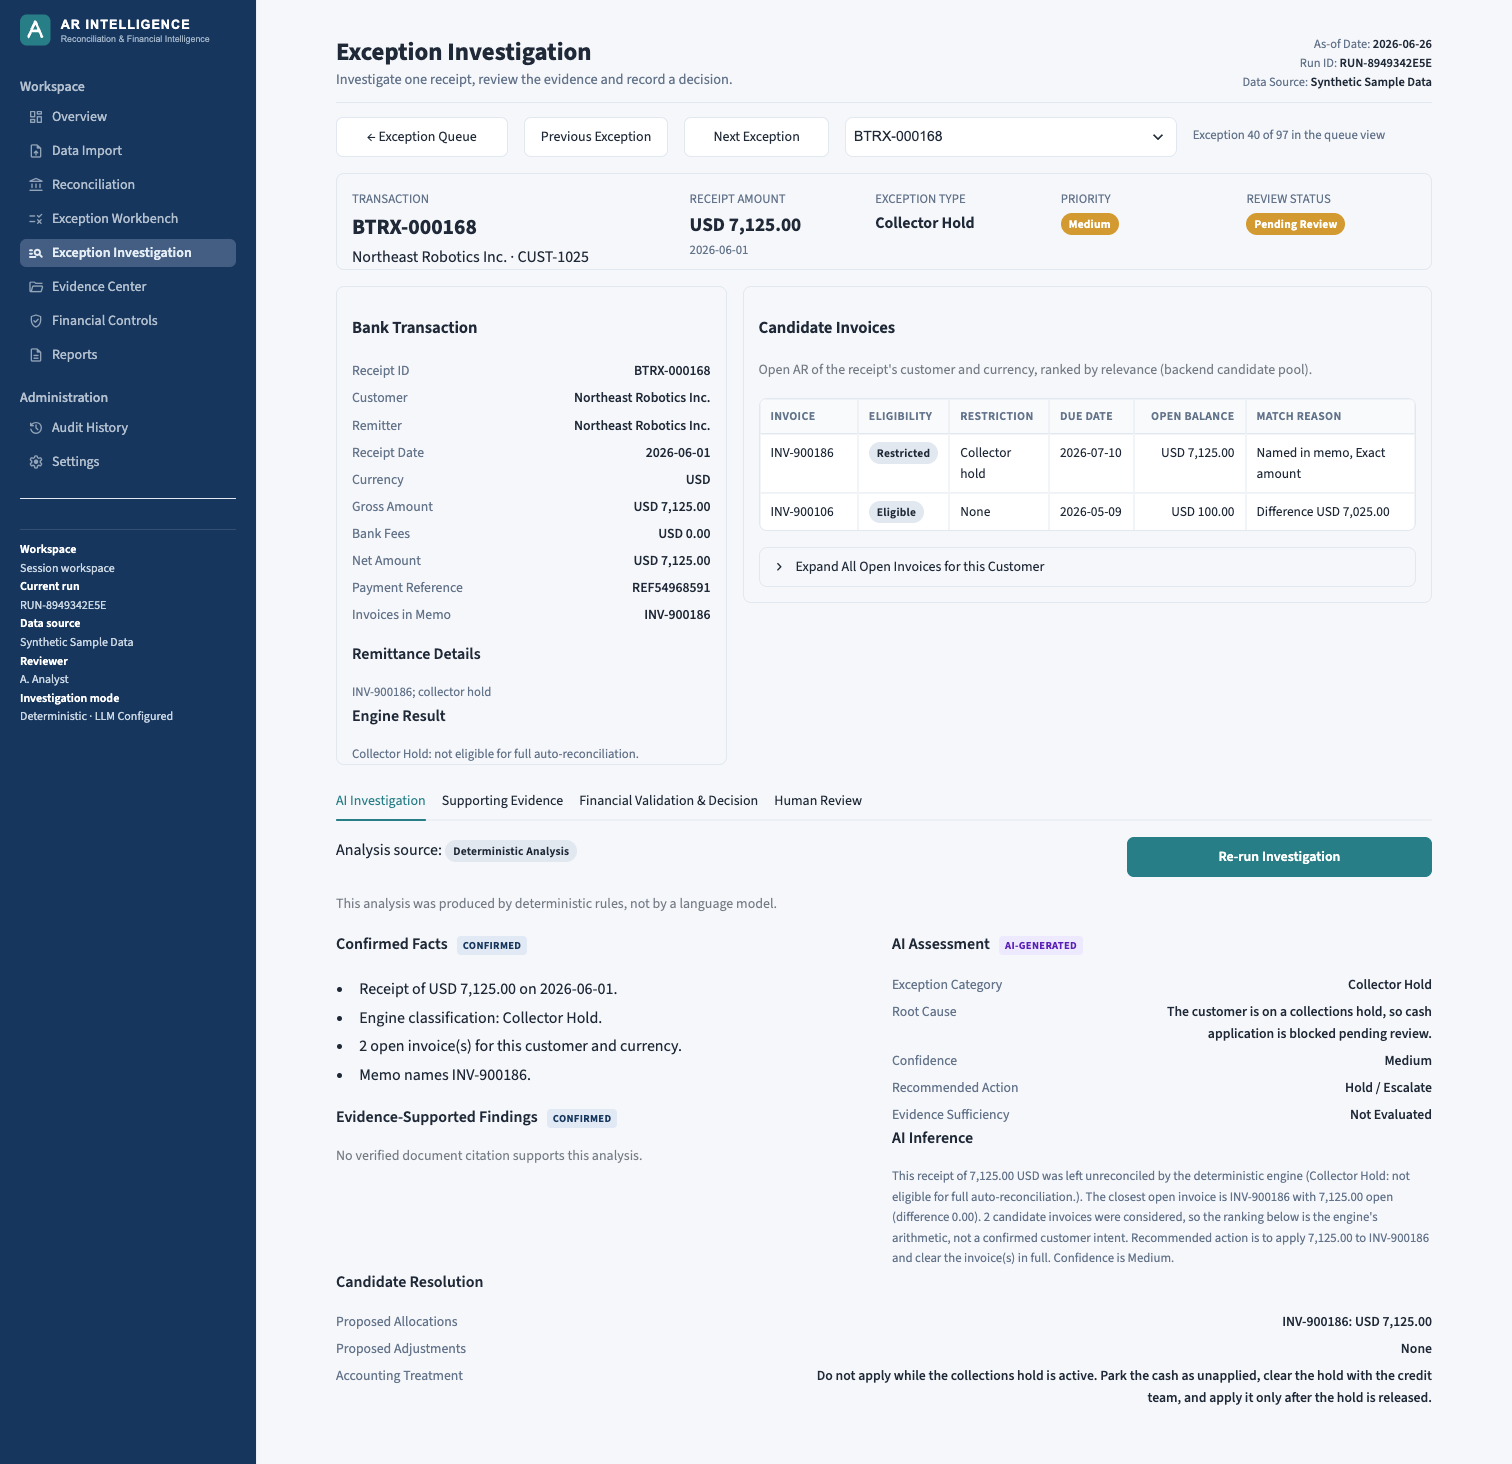 AR INTELLIGENCE
Reconciliation & Financial Intelligence
Workspace
Overview
Data Import
Reconciliation
Exception Workbench
Exception Investigation
Evidence Center
Financial Controls
Reports
Administration
Audit History
Settings
Workspace
Session workspace
Current run
RUN-8949342E5E
Data source
Synthetic Sample Data
Reviewer
A. Analyst
Investigation mode
Deterministic · LLM Configured
Exception Investigation
Investigate one receipt, review the evidence and record a decision.
As-of Date: 2026-06-26
Run ID: RUN-8949342E5E
Data Source: Synthetic Sample Data
← Exception Queue
Previous Exception
Next Exception
BTRX-000168
Exception 40 of 97 in the queue view
TRANSACTION
BTRX-000168
Northeast Robotics Inc. · CUST-1025
RECEIPT AMOUNT
USD 7,125.00
2026-06-01
EXCEPTION TYPE
Collector Hold
PRIORITY
Medium
REVIEW STATUS
Pending Review
Bank Transaction
Receipt ID BTRX-000168
Customer Northeast Robotics Inc.
Remitter Northeast Robotics Inc.
Receipt Date 2026-06-01
Currency USD
Gross Amount USD 7,125.00
Bank Fees USD 0.00
Net Amount USD 7,125.00
Payment Reference REF54968591
Invoices in Memo INV-900186
Remittance Details
INV-900186; collector hold
Engine Result
Collector Hold: not eligible for full auto-reconciliation.
Candidate Invoices
Open AR of the receipt's customer and currency, ranked by relevance (backend candidate pool).
INVOICE ELIGIBILITY RESTRICTION DUE DATE OPEN BALANCE MATCH REASON
INV-900186 Restricted Collector hold 2026-07-10 USD 7,125.00 Named in memo, Exact amount
INV-900106 Eligible None 2026-05-09 USD 100.00 Difference USD 7,025.00
Expand All Open Invoices for this Customer
AI Investigation
Supporting Evidence
Financial Validation & Decision
Human Review
Analysis source: Deterministic Analysis
Re-run Investigation
This analysis was produced by deterministic rules, not by a language model.
Confirmed Facts CONFIRMED
• Receipt of USD 7,125.00 on 2026-06-01.
• Engine classification: Collector Hold.
• 2 open invoice(s) for this customer and currency.
• Memo names INV-900186.
Evidence-Supported Findings CONFIRMED
No verified document citation supports this analysis.
AI Assessment AI-GENERATED
Exception Category Collector Hold
Root Cause The customer is on a collections hold, so cash
application is blocked pending review.
Confidence Medium
Recommended Action Hold / Escalate
Evidence Sufficiency Not Evaluated
AI Inference
This receipt of 7,125.00 USD was left unreconciled by the deterministic engine (Collector Hold: not
eligible for full auto-reconciliation.). The closest open invoice is INV-900186 with 7,125.00 open
(difference 0.00). 2 candidate invoices were considered, so the ranking below is the engine's
arithmetic, not a confirmed customer intent. Recommended action is to apply 7,125.00 to INV-900186
and clear the invoice(s) in full. Confidence is Medium.
Candidate Resolution
Proposed Allocations INV-900186: USD 7,125.00
Proposed Adjustments None
Accounting Treatment Do not apply while the collections hold is active. Park the cash as unapplied, clear the hold with the credit
team, and apply it only after the hold is released.